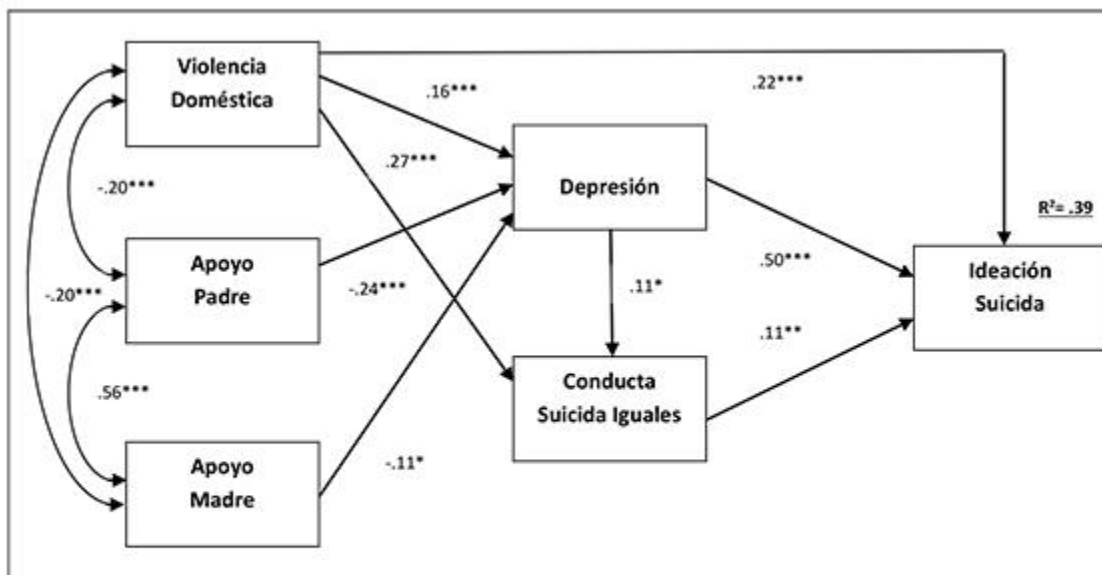 Violencia
Doméstica
.16***
.22***
.27***
Depresión
-.20***
R²= .39
Apoyo
Padre
-.20***
-.24***
.11*
.50***
Ideación
Suicida
.11**
.56***
Conducta
Suicida Iguales
Apoyo
Madre
-.11*